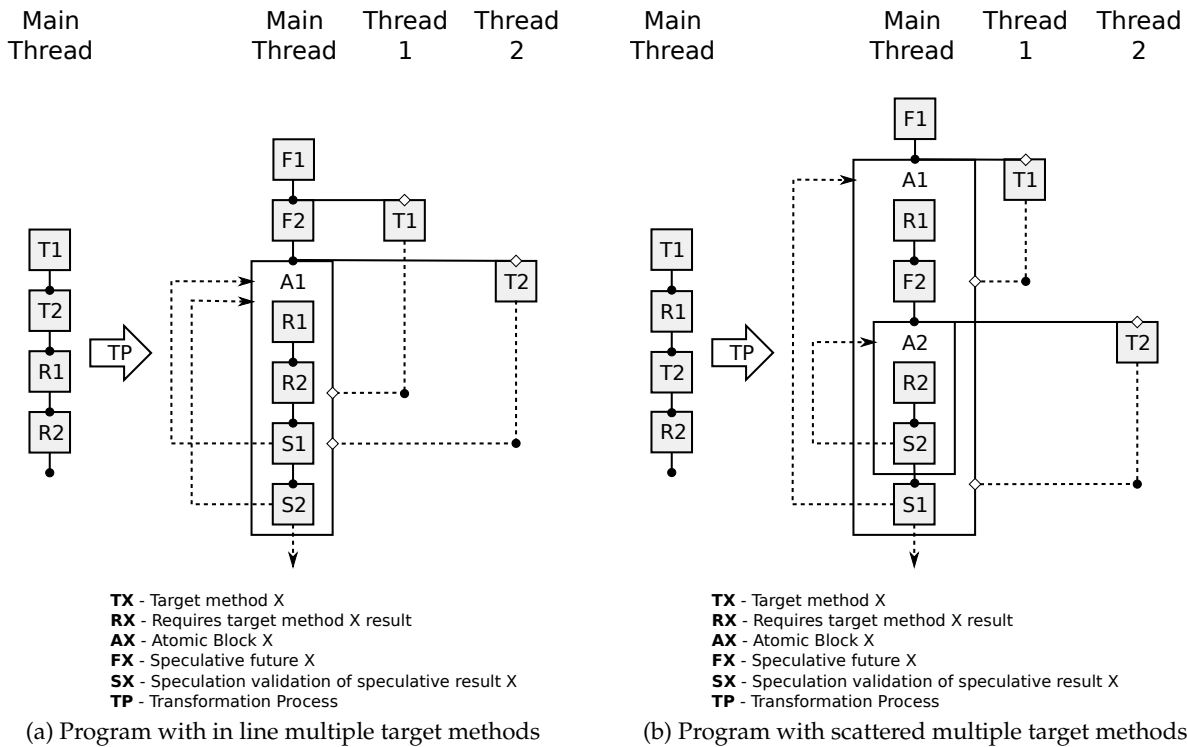 Main
Thread
Main
Thread
Thread
1
Thread
2
F1
F2
T1
T1
A1
T2
T2
R1
TP
R1
R2
R2
S1
S2
TX - Target method X
RX - Requires target method X result
AX - Atomic Block X
FX - Speculative future X
SX - Speculation validation of speculative result X
TP - Transformation Process
(a) Program with in line multiple target methods
Main
Thread
Main
Thread
Thread
1
Thread
2
F1
A1
T1
R1
T1
F2
R1
A2
T2
TP
T2
R2
R2
S2
S1
TX - Target method X
RX - Requires target method X result
AX - Atomic Block X
FX - Speculative future X
SX - Speculation validation of speculative result X
TP - Transformation Process
(b) Program with scattered multiple target methods